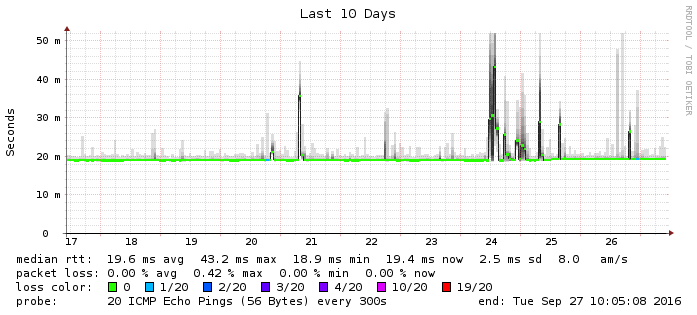 Last 10 Days
RRDTOOL / TOBI OETIKER
Seconds
50 m
40 m
30 m
20 m
10 m
0
17 18 19 20 21 22 23 24 25 26
median rtt: 19.6 ms avg 43.2 ms max 18.9 ms min 19.4 ms now 2.5 ms sd 8.0 am/s
packet loss: 0.00 % avg 0.42 % max 0.00 % min 0.00 % now
loss color: 0 1/20 2/20 3/20 4/20 10/20 19/20
probe: 20 ICMP Echo Pings (56 Bytes) every 300s end: Tue Sep 27 10:05:08 2016